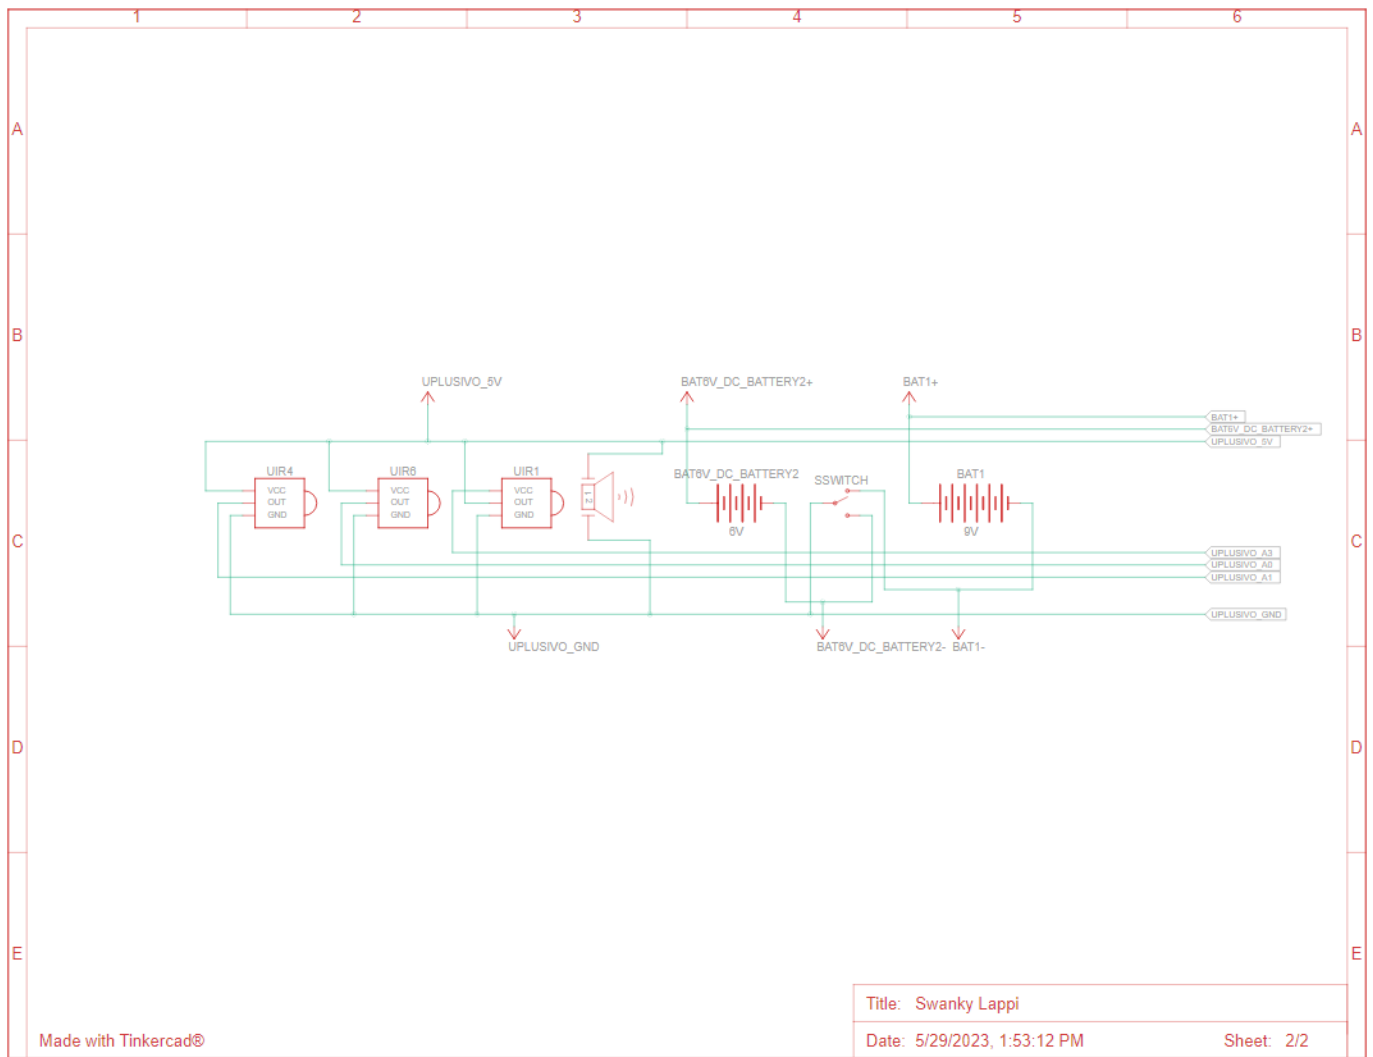 1 2 3 4 5 6
A A
B B
UPLUSIVO_5V BAT6V_DC_BATTERY2+ BAT1+
BAT1+
BAT6V_DC_BATTERY2+
UPLUSIVO_5V
UIR4 UIR6 UIR1 BAT6V_DC_BATTERY2 SSWITCH BAT1
VCC VCC VCC
OUT OUT OUT 1 2
GND GND GND
6V 9V
C C
UPLUSIVO_A3
UPLUSIVO_A0
UPLUSIVO_A1
UPLUSIVO_GND
UPLUSIVO_GND BAT6V_DC_BATTERY2- BAT1-
D D
E E
Title: Swanky Lappi
Made with Tinkercad® Date: 5/29/2023, 1:53:12 PM Sheet: 2/2